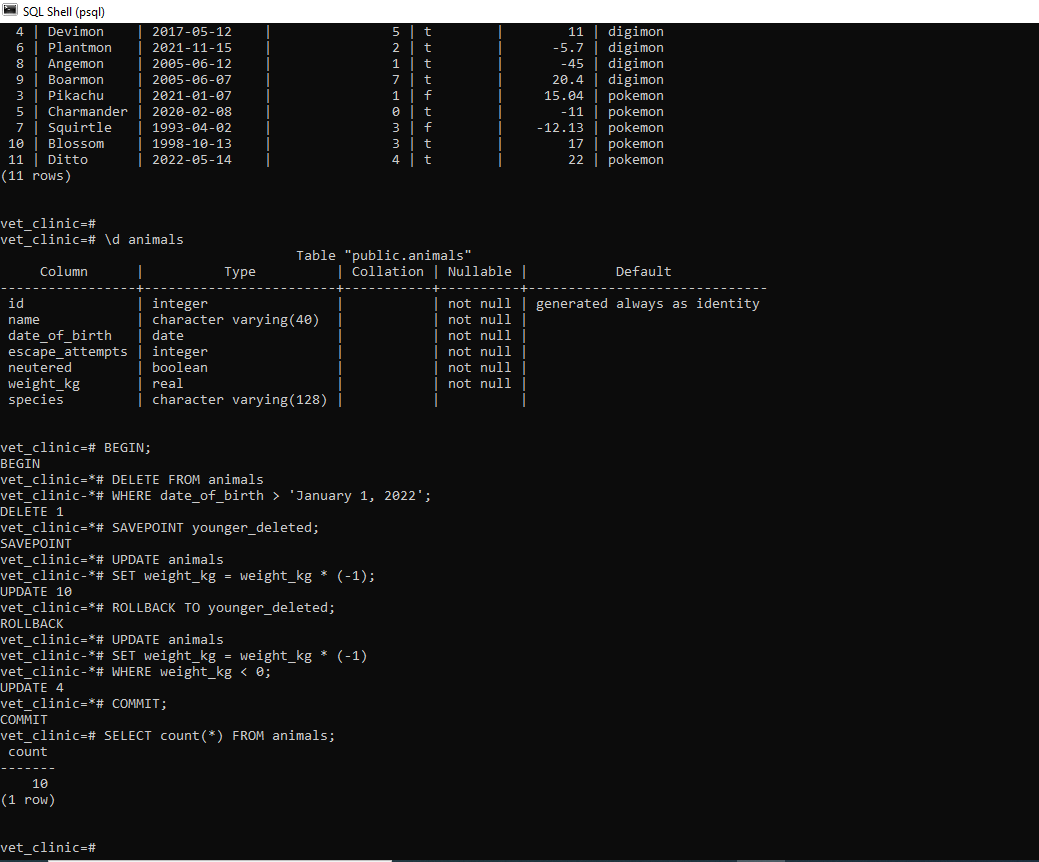 SQL Shell (psql)
  4 | Devimon    | 2017-05-12    |               5 | t        |        11 | digimon
  6 | Plantmon   | 2021-11-15    |               2 | t        |      -5.7 | digimon
  8 | Angemon    | 2005-06-12    |               1 | t        |       -45 | digimon
  9 | Boarmon    | 2005-06-07    |               7 | t        |      20.4 | digimon
  3 | Pikachu    | 2021-01-07    |               1 | f        |     15.04 | pokemon
  5 | Charmander | 2020-02-08    |               0 | t        |       -11 | pokemon
  7 | Squirtle   | 1993-04-02    |               3 | f        |    -12.13 | pokemon
 10 | Blossom    | 1998-10-13    |               3 | t        |        17 | pokemon
 11 | Ditto      | 2022-05-14    |               4 | t        |        22 | pokemon
(11 rows)
vet_clinic=#
vet_clinic=# \d animals
                                     Table "public.animals"
     Column      |          Type          | Collation | Nullable |           Default
-----------------+------------------------+-----------+----------+------------------------------
 id              | integer                |           | not null | generated always as identity
 name            | character varying(40)  |           | not null |
 date_of_birth   | date                   |           | not null |
 escape_attempts | integer                |           | not null |
 neutered        | boolean                |           | not null |
 weight_kg       | real                   |           | not null |
 species         | character varying(128) |           |          |
vet_clinic=# BEGIN;
BEGIN
vet_clinic=*# DELETE FROM animals
vet_clinic-*# WHERE date_of_birth > 'January 1, 2022';
DELETE 1
vet_clinic=*# SAVEPOINT younger_deleted;
SAVEPOINT
vet_clinic=*# UPDATE animals
vet_clinic-*# SET weight_kg = weight_kg * (-1);
UPDATE 10
vet_clinic=*# ROLLBACK TO younger_deleted;
ROLLBACK
vet_clinic=*# UPDATE animals
vet_clinic-*# SET weight_kg = weight_kg * (-1)
vet_clinic-*# WHERE weight_kg < 0;
UPDATE 4
vet_clinic=*# COMMIT;
COMMIT
vet_clinic=# SELECT count(*) FROM animals;
 count
-------
    10
(1 row)
vet_clinic=#